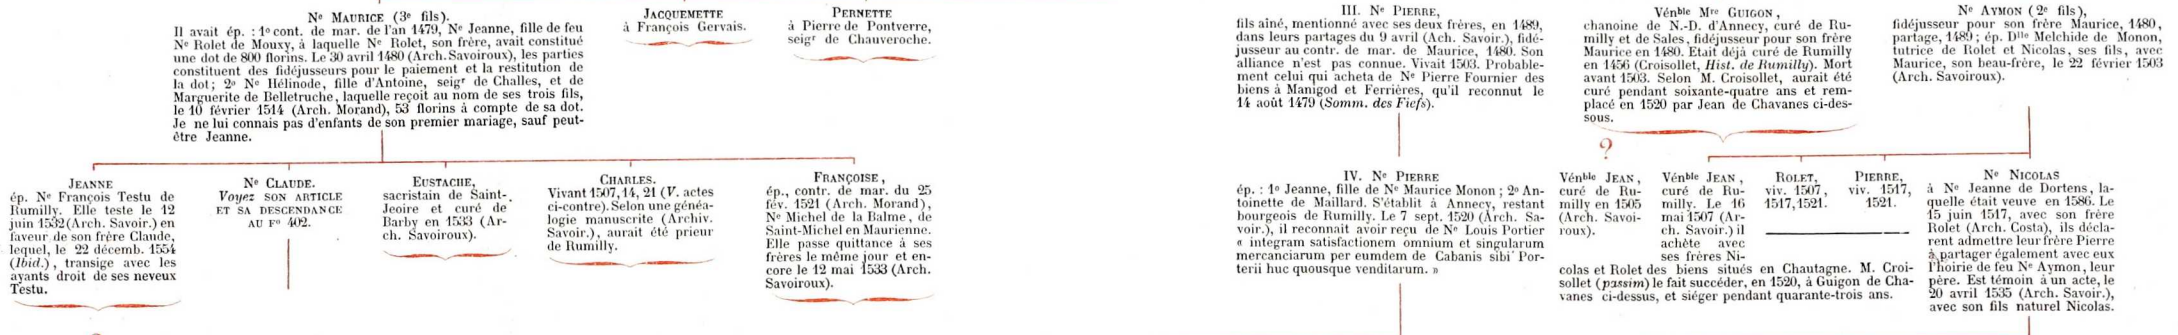 Nᵉ MAURICE (3ᵉ fils).
Il avait ép. : 1º cont. de mar. de l'an 1479, Nᵉ Jeanne, fille de feu
Nᵉ Rolet de Mouxy, à laquelle Nᵉ Rolet, son frère, avait constitué
une dot de 800 florins. Le 30 avril 1480 (Arch. Savoiroux), les parties
constituent des fidéjusseurs pour le paiement et la restitution de
la dot; 2º Nᵉ Hélinode, fille d'Antoine, seigʳ de Challes, et de
Marguerite de Belletruche, laquelle reçoit au nom de ses trois fils,
le 10 février 1514 (Arch. Morand), 53 florins à compte de sa dot.
Je ne lui connais pas d'enfants de son premier mariage, sauf peut-
être Jeanne.
JACQUEMETTE
à François Gervais.
PERNETTE
à Pierre de Pontverre,
seigʳ de Chauveroche.
III. Nᵉ PIERRE,
fils aîné, mentionné avec ses deux frères, en 1489,
dans leurs partages du 9 avril (Ach. Savoir.), fidé-
jusseur au contr. de mar. de Maurice, 1480. Son
alliance n'est pas connue. Vivait 1503. Probable-
ment celui qui acheta de Nᵉ Pierre Fournier des
biens à Manigod et Ferrières, qu'il reconnut le
14 août 1479 (Somm. des Fiefs).
Vénᵇˡᵉ Mʳᵉ GUIGON,
chanoine de N.-D. d'Annecy, curé de Ru-
milly et de Sales, fidéjusseur pour son frère
Maurice en 1480. Etait déjà curé de Rumilly
en 1456 (Croisollet, Hist. de Rumilly). Mort
avant 1503. Selon M. Croisollet, aurait été
curé pendant soixante-quatre ans et rem-
placé en 1520 par Jean de Chavanes ci-des-
sous.
Nᵉ AYMON (2ᵉ fils),
fidéjusseur pour son frère Maurice, 1480,
partage, 1489; ép. Dˡˡᵉ Melchide de Monon,
tutrice de Rolet et Nicolas, ses fils, avec
Maurice, son beau-frère, le 22 février 1503
(Arch. Savoiroux).
?
JEANNE
ép. Nᵉ François Testu de
Rumilly. Elle teste le 12
juin 1532 (Arch. Savoir.) en
faveur de son frère Claude,
lequel, le 22 décemb. 1554
(Ibid.), transige avec les
ayants droit de ses neveux
Testu.
Nᵉ CLAUDE.
Voyez SON ARTICLE
ET SA DESCENDANCE
AU Fº 402.
EUSTACHE,
sacristain de Saint-
Jeoire et curé de
Barby en 1533 (Ar-
ch. Savoiroux).
CHARLES.
Vivant 1507, 14, 21 (V. actes
ci-contre). Selon une généa-
logie manuscrite (Archiv.
Savoir.), aurait été prieur
de Rumilly.
FRANÇOISE,
ép., contr. de mar. du 25
fév. 1521 (Arch. Morand),
Nᵉ Michel de la Balme, de
Saint-Michel en Maurienne.
Elle passe quittance à ses
frères le même jour et en-
core le 12 mai 1533 (Arch.
Savoiroux).
IV. Nᵉ PIERRE
ép. : 1º Jeanne, fille de Nᵉ Maurice Monon ; 2º An-
toinette de Maillard. S'établit à Annecy, restant
bourgeois de Rumilly. Le 7 sept. 1520 (Arch. Sa-
voir.), il reconnait avoir reçu de Nᵉ Louis Portier
« integram satisfactionem omnium et singularum
mercanciarum per eumdem de Cabanis sibi Por-
terii huc quousque venditarum. »
Vénᵇˡᵉ JEAN,
curé de Ru-
milly en 1505
(Arch. Savoi-
roux).
Vénᵇˡᵉ JEAN,
curé de Ru-
milly. Le 16
mai 1507 (Ar-
ch. Savoir.) il
achète avec
ses frères Ni-
colas et Rolet des biens situés en Chautagne. M. Croi-
sollet (passim) le fait succéder, en 1520, à Guigon de Cha-
vanes ci-dessus, et siéger pendant quarante-trois ans.
ROLET,
viv. 1507,
1517, 1521.
PIERRE,
viv. 1517,
1521.
Nᵉ NICOLAS
à Nᵉ Jeanne de Dortens, la-
quelle était veuve en 1586. Le
15 juin 1517, avec son frère
Rolet (Arch. Costa), ils décla-
rent admettre leur frère Pierre
à partager également avec eux
l'hoirie de feu Nᵉ Aymon, leur
père. Est témoin à un acte, le
20 avril 1535 (Arch. Savoir.),
avec son fils naturel Nicolas.